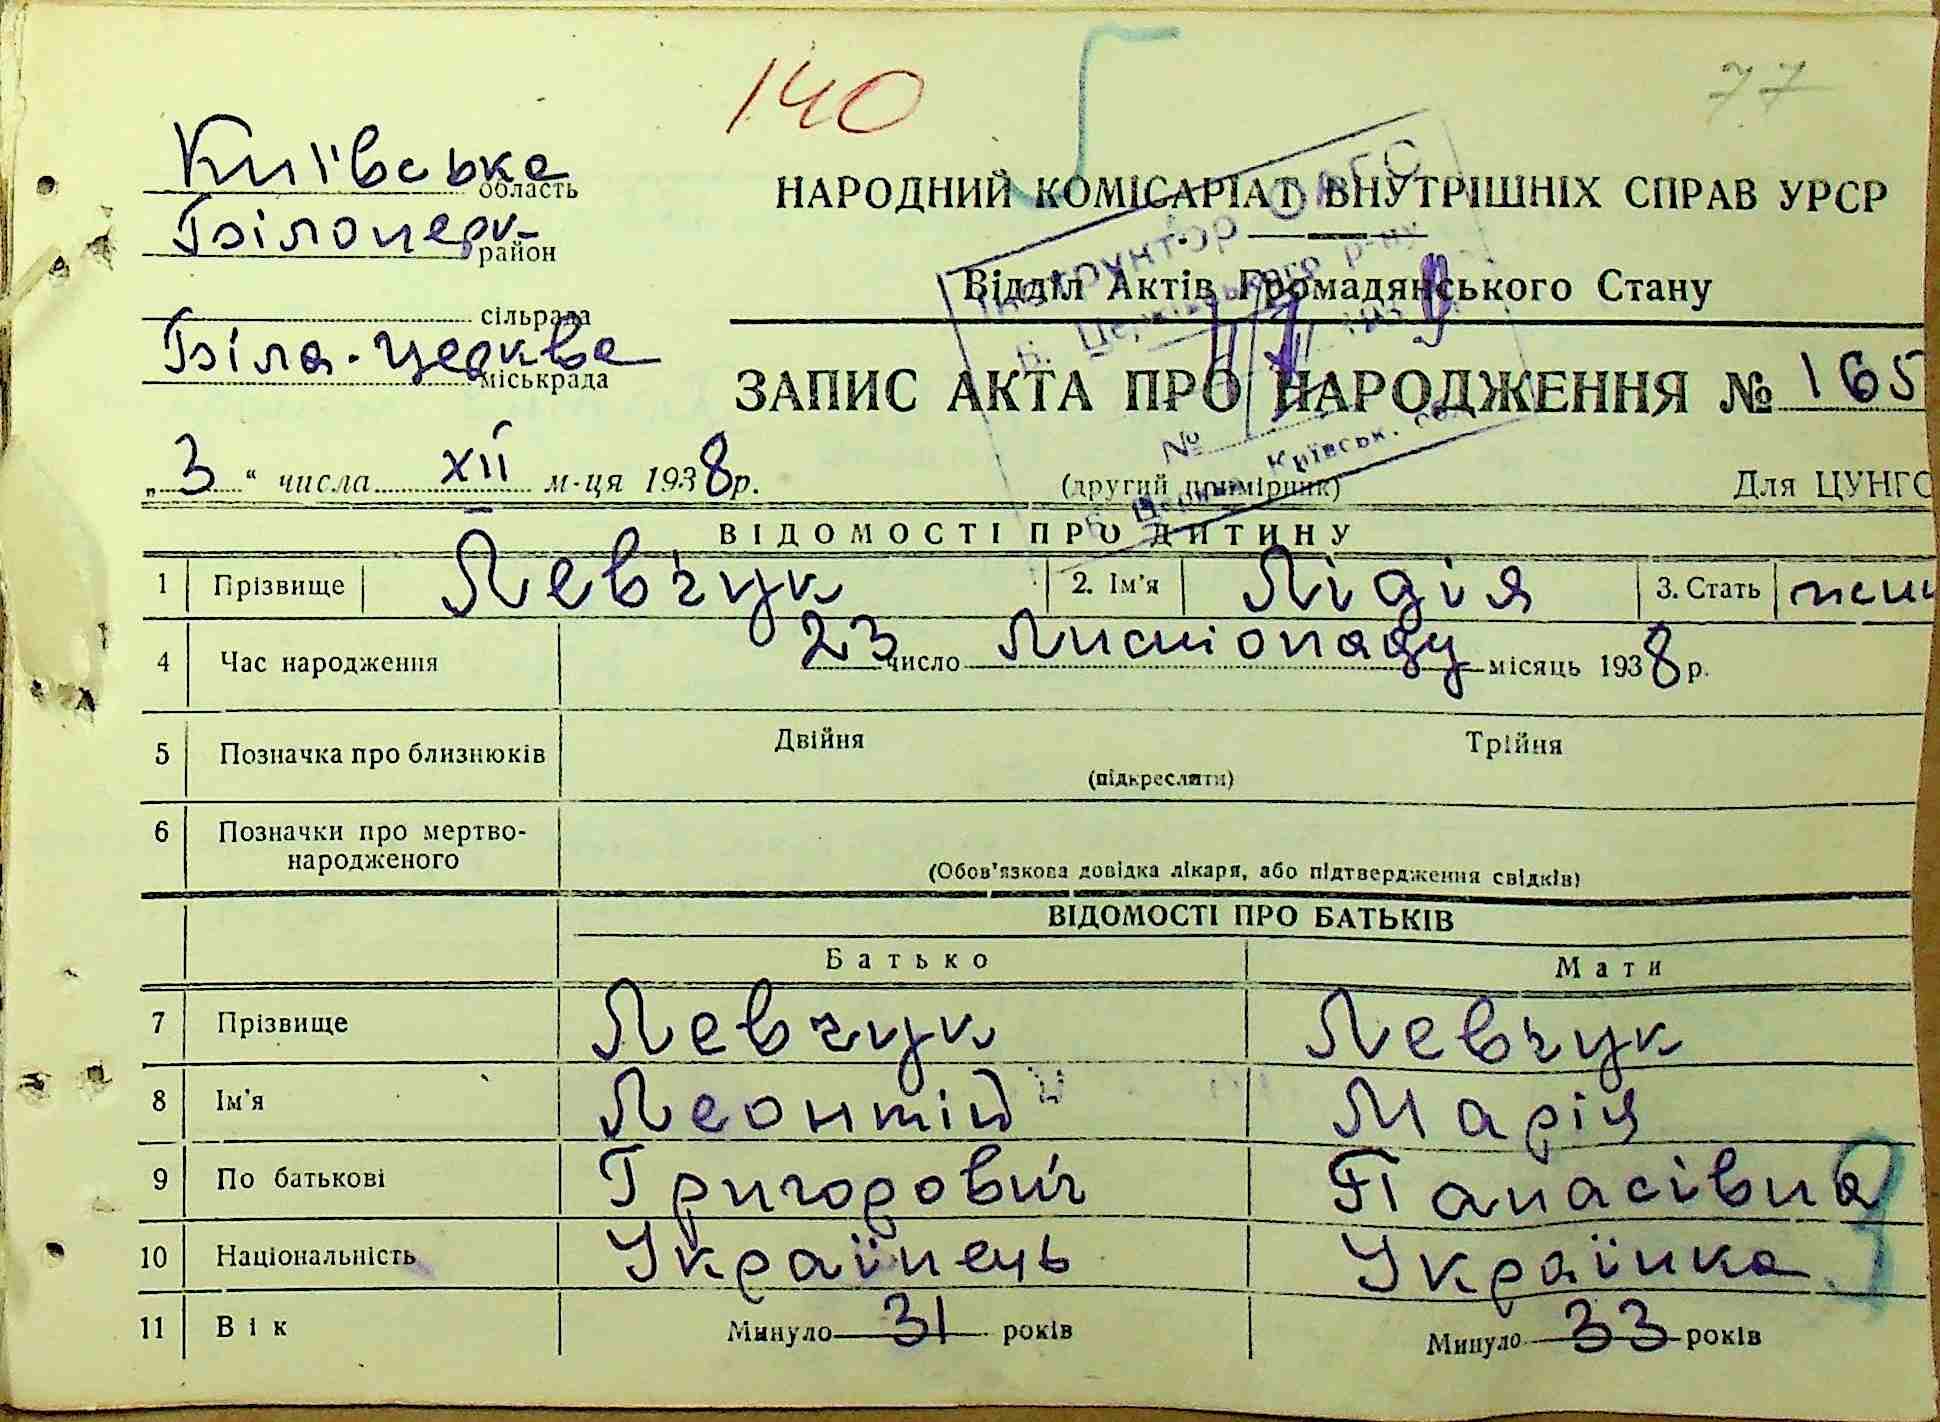 140
77
Київська область
Білоцерк- район
сільрада
Біла-Церква міськрада
НАРОДНИЙ КОМІСАРІАТ ВНУТРІШНІХ СПРАВ УРСР
Відділ Актів Громадянського Стану
ЗАПИС АКТА ПРО НАРОДЖЕННЯ № 165
„3“ числа XII м-ця 1938 р.
(другий примірник)
Для ЦУНГО
ВІДОМОСТІ ПРО ДИТИНУ
1 Прізвище Левчук 2. Ім'я Лідія 3. Стать жін
4 Час народження 23 число Листопаду місяць 1938 р.
5 Позначка про близнюків Двійня Трійня
(підкреслити)
6 Позначки про мертво-
народженого
(Обов'язкова довідка лікаря, або підтвердження свідків)
ВІДОМОСТІ ПРО БАТЬКІВ
Батько Мати
7 Прізвище Левчук Левчук
8 Ім'я Леонтій Марія
9 По батькові Григорович Панасівна
10 Національність Українець Українка
11 Вік Минуло 31 років Минуло 33 років